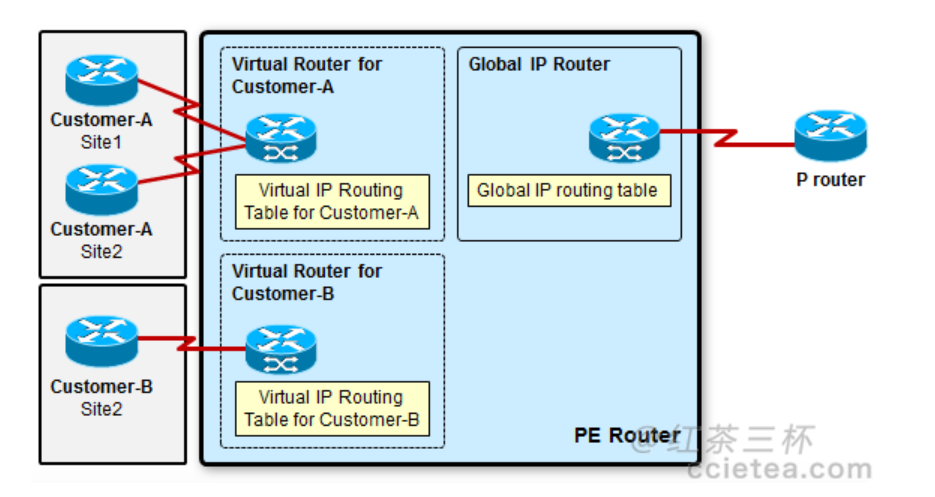 Customer-A
Site1
Customer-A
Site2
Customer-B
Site2
Virtual Router for
Customer-A
Virtual IP Routing
Table for Customer-A
Virtual Router for
Customer-B
Virtual IP Routing
Table for Customer-B
Global IP Router
Global IP routing table
PE Router
P router
@红茶三杯
ccietea.com